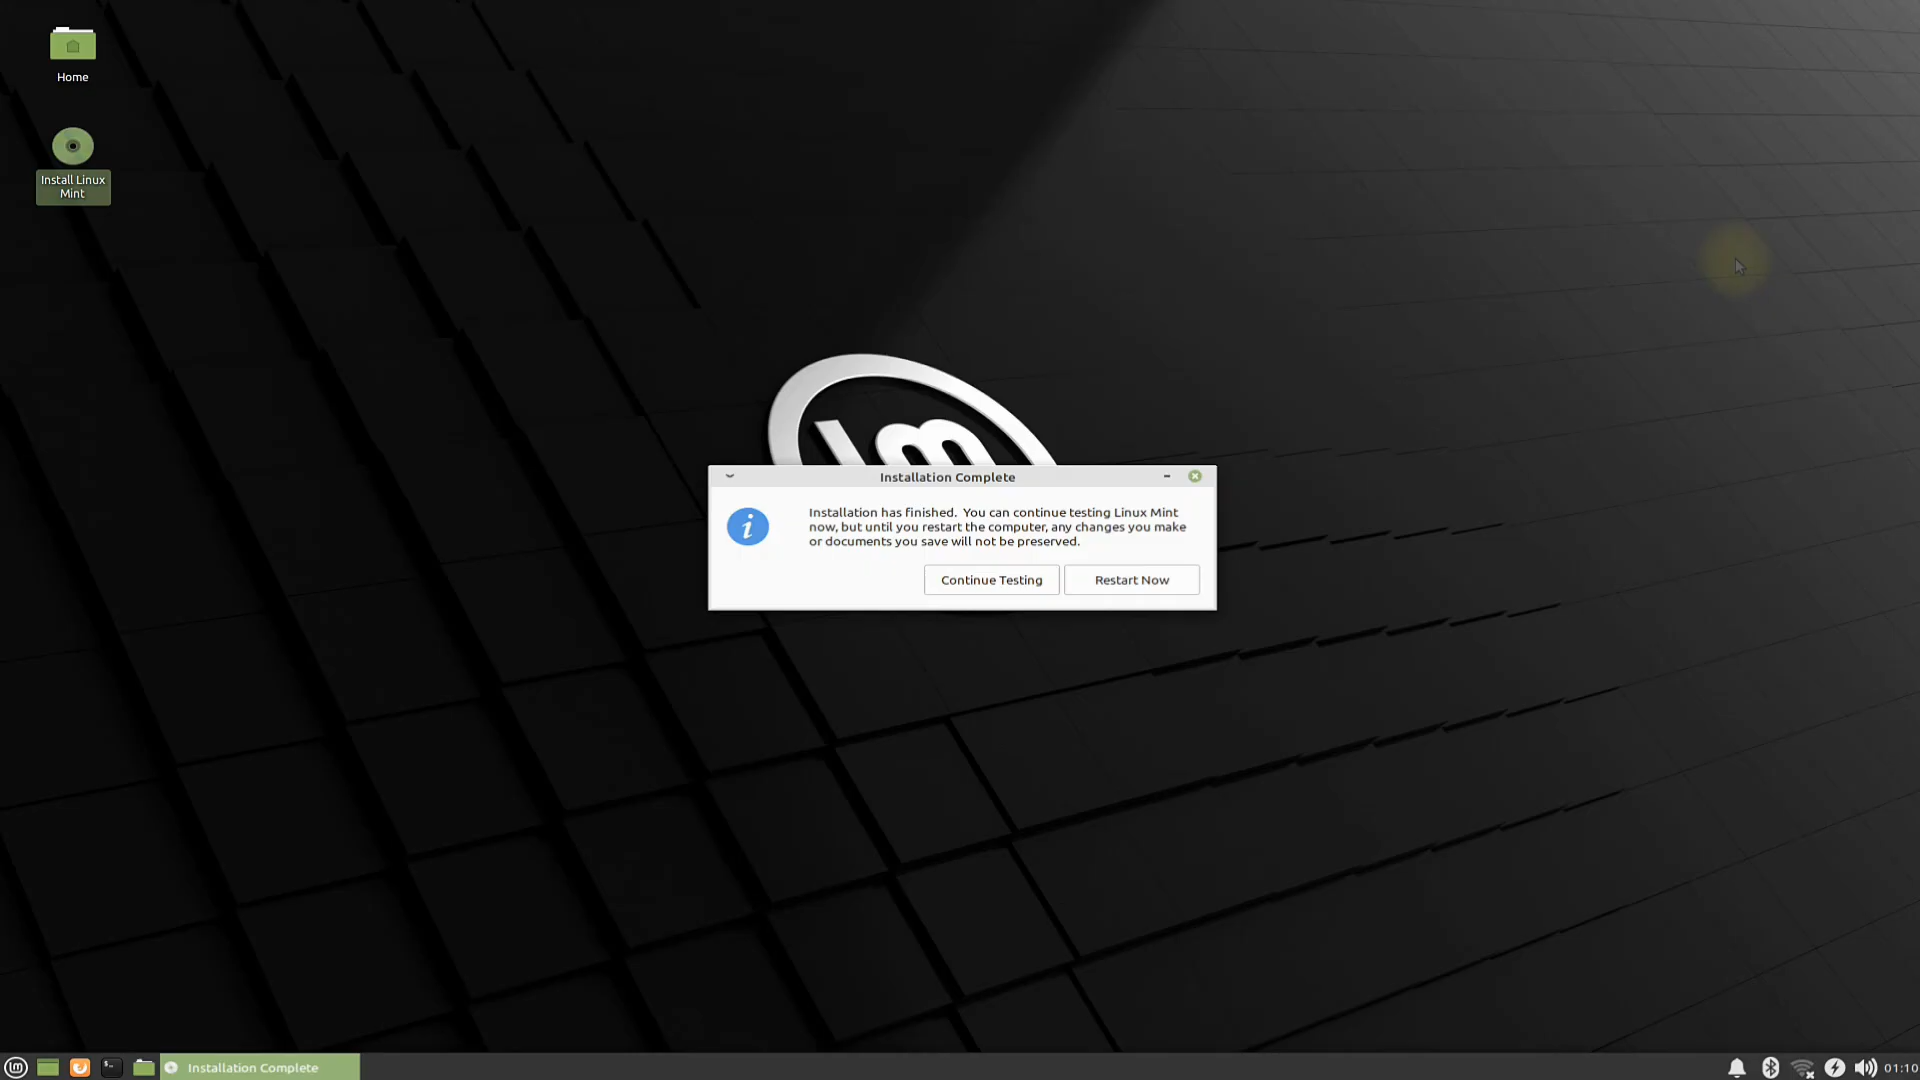 Home
Install Linux
Mint
lm
Installation Complete
i
Installation has finished.  You can continue testing Linux Mint
now, but until you restart the computer, any changes you make
or documents you save will not be preserved.
Continue Testing
Restart Now
Installation Complete
01:10